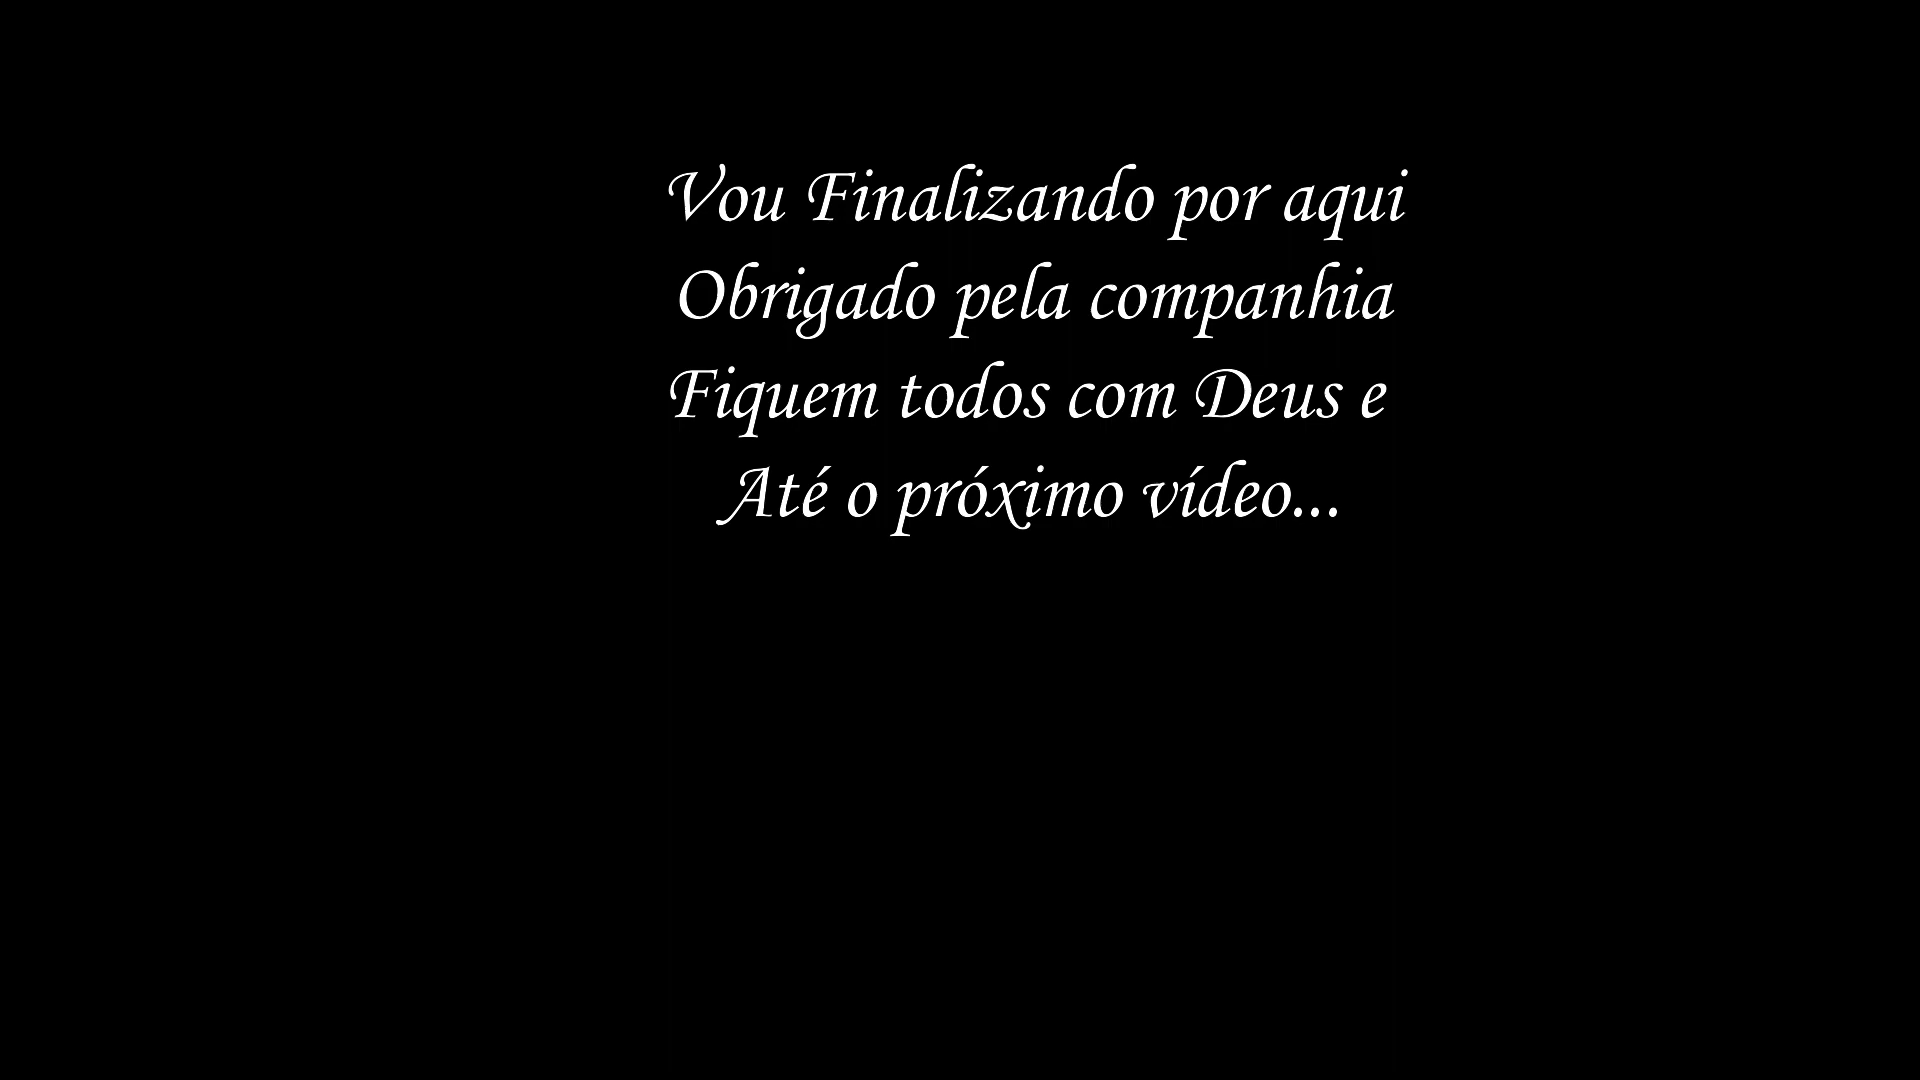 Vou Finalizando por aqui
Obrigado pela companhia
Fiquem todos com Deus e
Até o próximo vídeo...